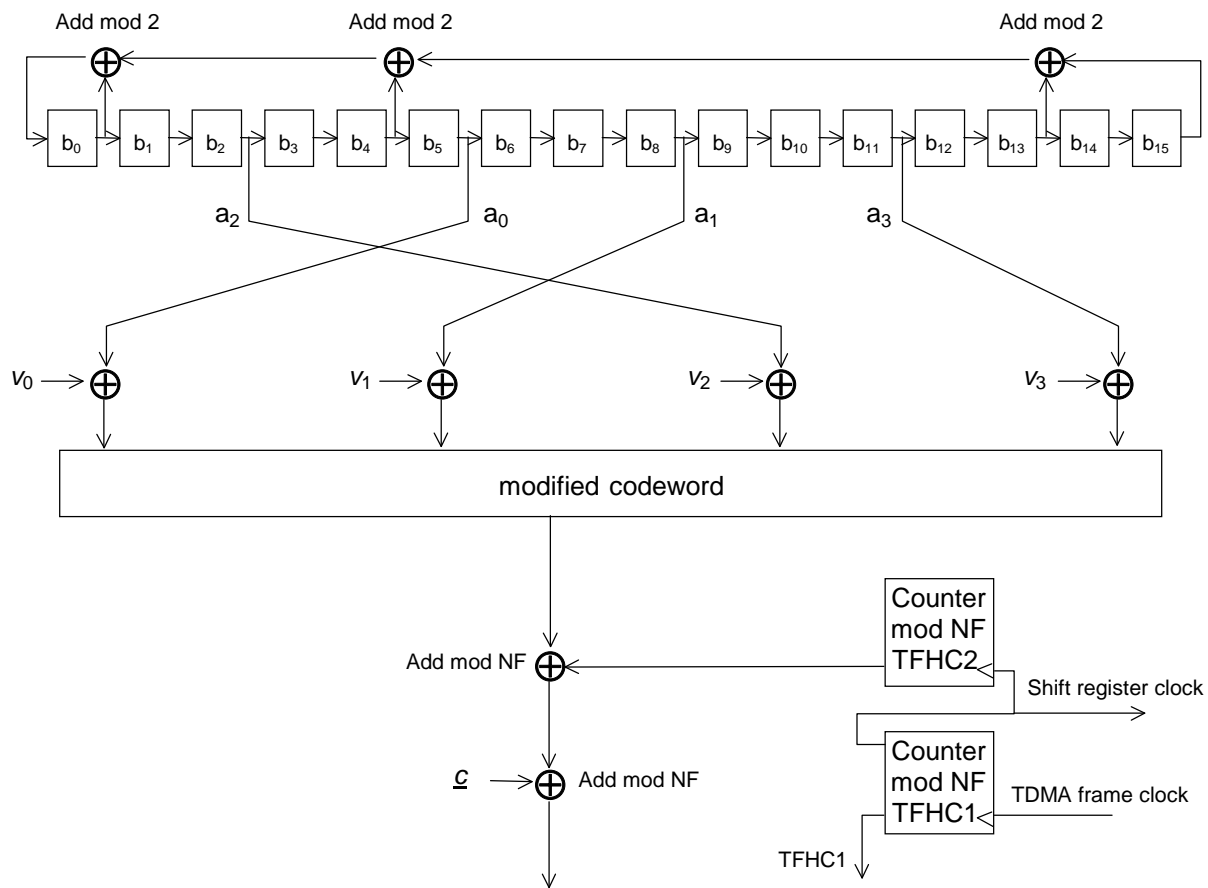 Add mod 2
Add mod 2
Add mod 2
b₀ b₁ b₂ b₃ b₄ b₅ b₆ b₇ b₈ b₉ b₁₀ b₁₁ b₁₂ b₁₃ b₁₄ b₁₅
a₂
a₀
a₁
a₃
v₀
v₁
v₂
v₃
modified codeword
Counter
mod NF
TFHC2
Add mod NF
Shift register clock
Counter
mod NF
TFHC1
c
Add mod NF
TDMA frame clock
TFHC1